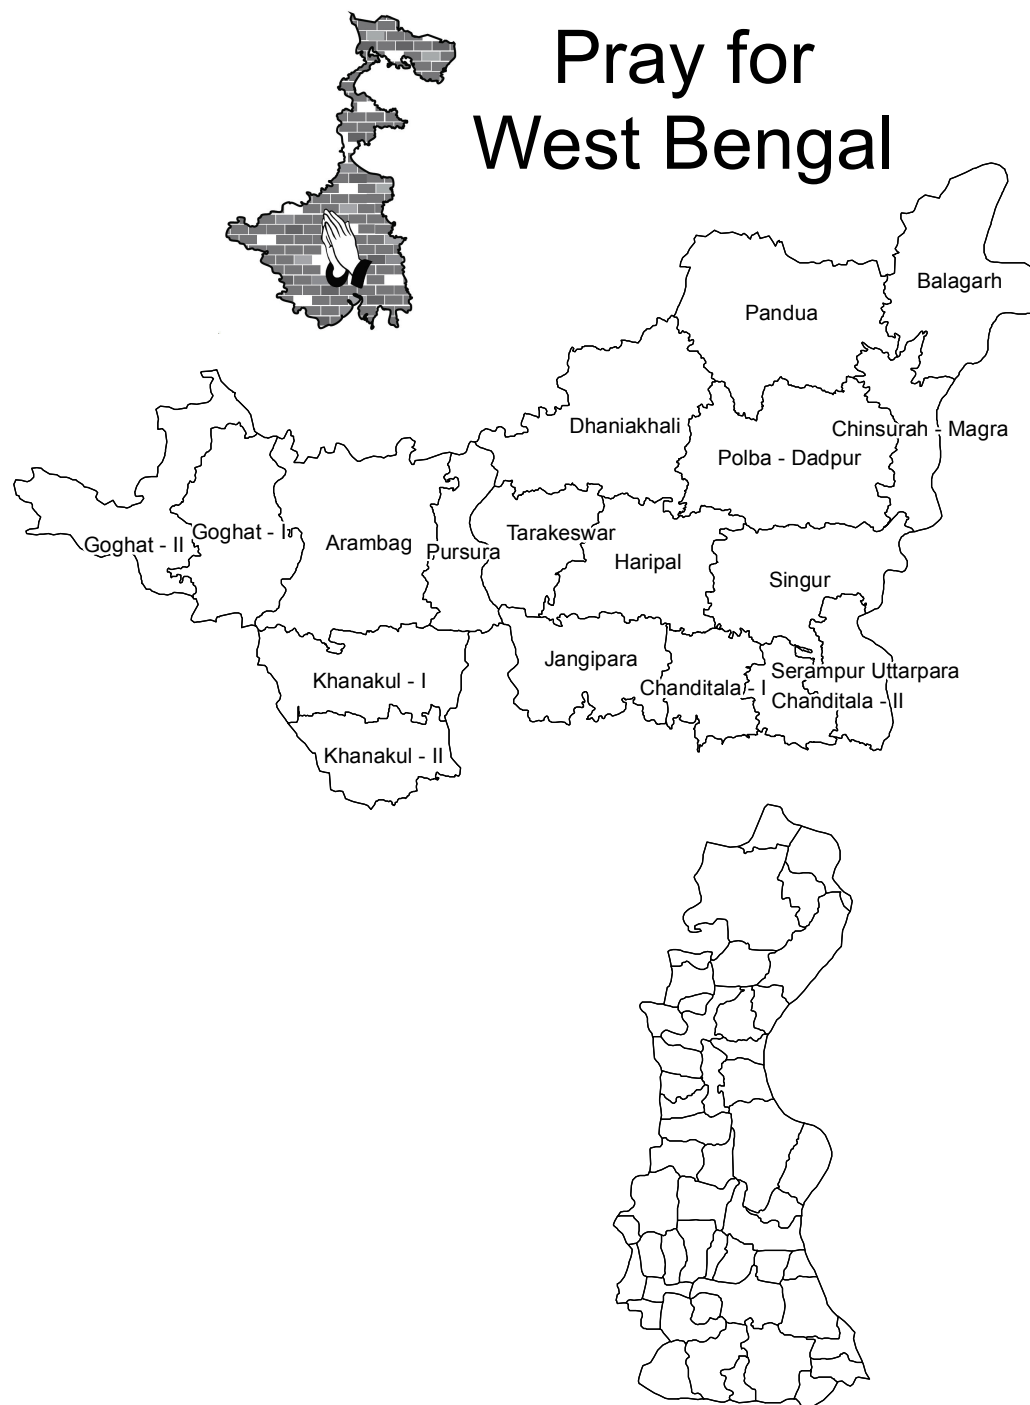 Pray for
West Bengal
Balagarh
Pandua
Dhaniakhali
Chinsurah - Magra
Polba - Dadpur
Goghat - II
Goghat - I
Arambag
Pursura
Tarakeswar
Haripal
Singur
Khanakul - I
Jangipara
Chanditala - I
Serampur Uttarpara
Chanditala - II
Khanakul - II